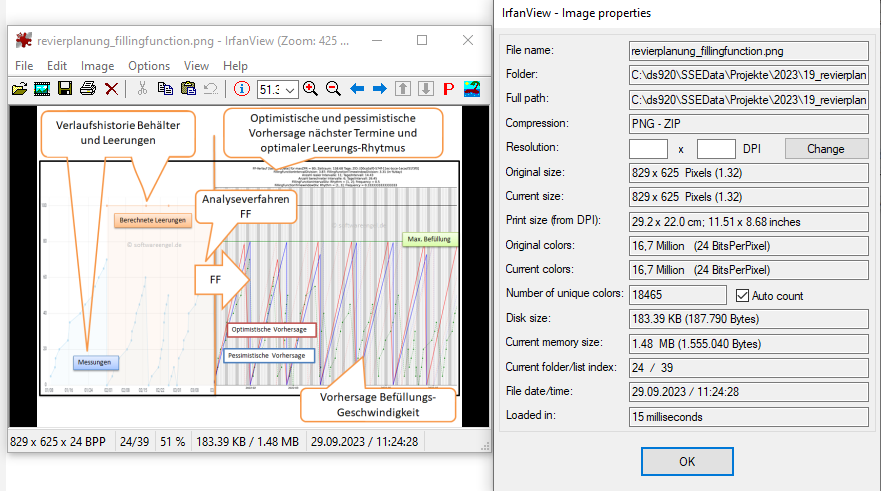 revierplanung_fillingfunction.png - IrfanView (Zoom: 425 ...
File Edit Image Options View Help
51.3
Verlaufshistorie Behälter
und Leerungen
Optimistische und pessimistische
Vorhersage nächster Termine und
optimaler Leerungs-Rhytmus
Analyseverfahren
FF
Berechnete Leerungen
© softwareengel.de
© softwareengel.de
Max. Befüllung
FF
Optimistische Vorhersage
Pessimistische Vorhersage
Messungen
Vorhersage Befüllungs-
Geschwindigkeit
829 x 625 x 24 BPP 24/39 51 % 183.39 KB / 1.48 MB 29.09.2023 / 11:24:28
IrfanView - Image properties
File name: revierplanung_fillingfunction.png
Folder: C:\ds920\SSEData\Projekte\2023\19_revierplan
Full path: C:\ds920\SSEData\Projekte\2023\19_revierplan
Compression: PNG - ZIP
Resolution: x DPI Change
Original size: 829 x 625 Pixels (1.32)
Current size: 829 x 625 Pixels (1.32)
Print size (from DPI): 29.2 x 22.0 cm; 11.51 x 8.68 inches
Original colors: 16,7 Million (24 BitsPerPixel)
Current colors: 16,7 Million (24 BitsPerPixel)
Number of unique colors: 18465 Auto count
Disk size: 183.39 KB (187.790 Bytes)
Current memory size: 1.48 MB (1.555.040 Bytes)
Current folder/list index: 24 / 39
File date/time: 29.09.2023 / 11:24:28
Loaded in: 15 milliseconds
OK